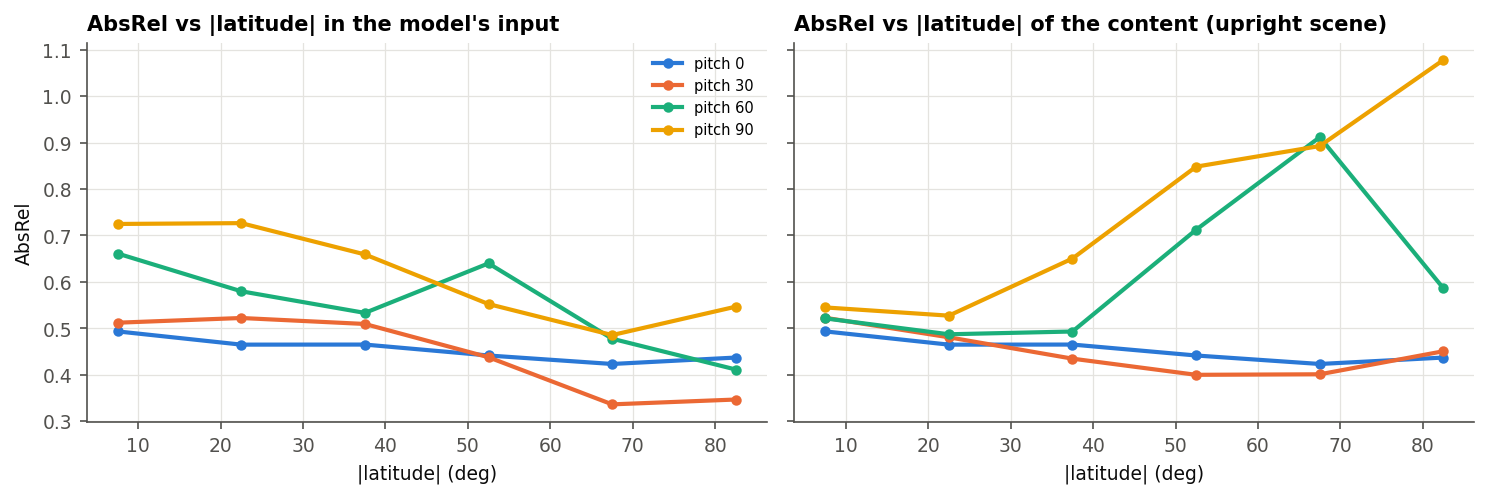 AbsRel vs |latitude| in the model's input
AbsRel vs |latitude| of the content (upright scene)
pitch 0
pitch 30
pitch 60
pitch 90
AbsRel
1.1
1.0
0.9
0.8
0.7
0.6
0.5
0.4
0.3
10 20 30 40 50 60 70 80
10 20 30 40 50 60 70 80
|latitude| (deg)
|latitude| (deg)